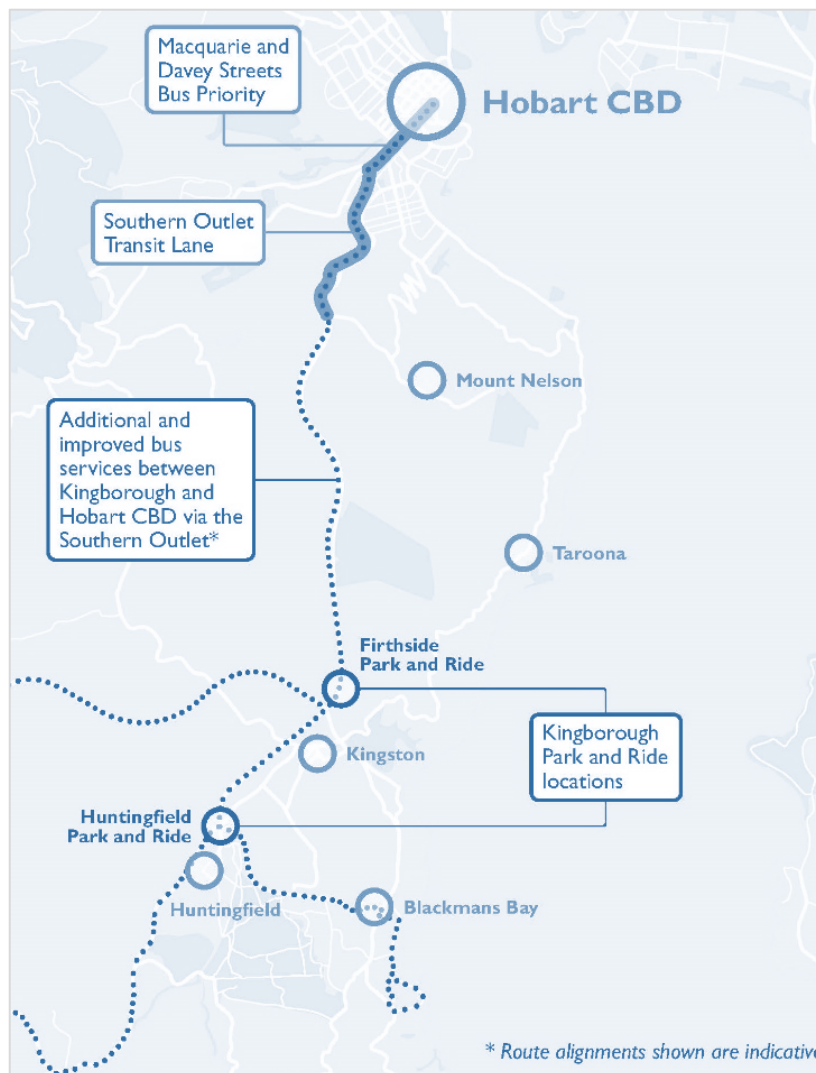 Macquarie and
Davey Streets
Bus Priority
Hobart CBD
Southern Outlet
Transit Lane
Mount Nelson
Additional and
improved bus
services between
Kingborough and
Hobart CBD via the
Southern Outlet*
Taroona
Firthside
Park and Ride
Kingborough
Park and Ride
locations
Kingston
Huntingfield
Park and Ride
Huntingfield
Blackmans Bay
* Route alignments shown are indicative